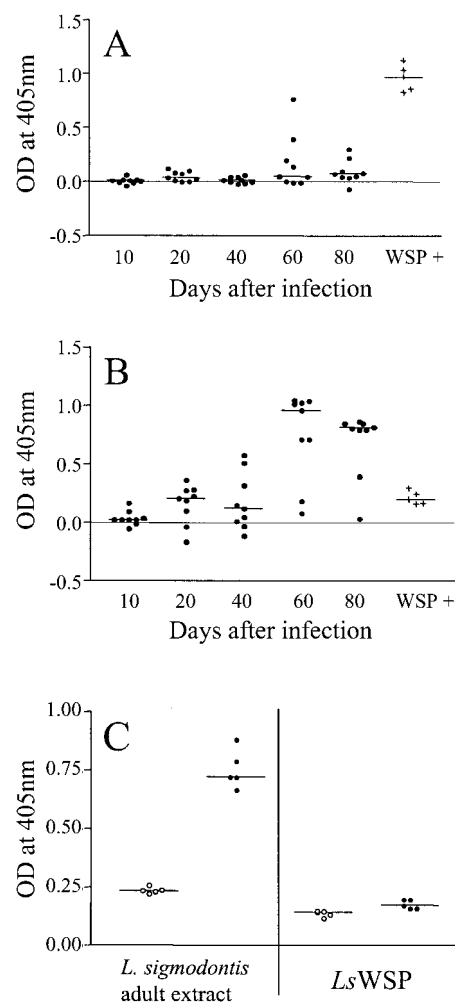 A
OD at 405nm
1.5
1.0
0.5
0.0
-0.5
10 20 40 60 80 WSP +
Days after infection
B
OD at 405nm
1.5
1.0
0.5
0.0
-0.5
10 20 40 60 80 WSP +
Days after infection
C
OD at 405nm
1.00
0.75
0.50
0.25
0.00
L. sigmodontis
adult extract
LsWSP